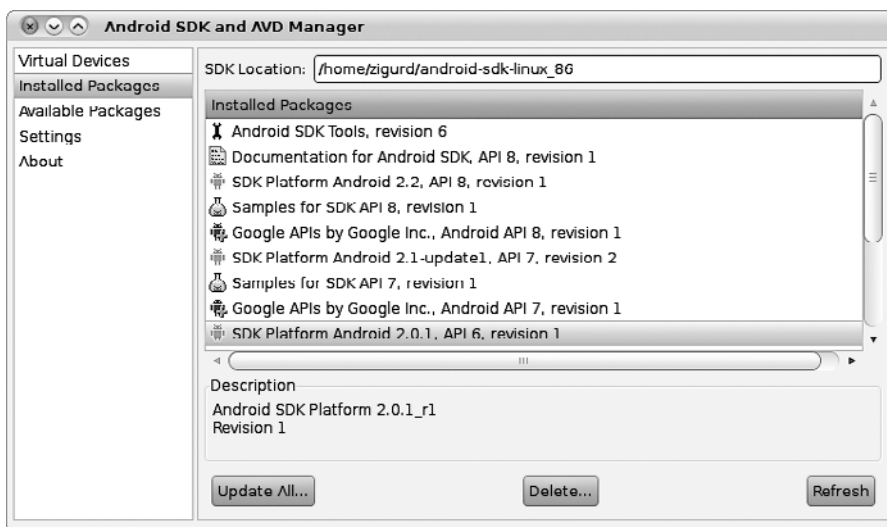 Android SDK and AVD Manager
Virtual Devices
Installed Packages
Available Packages
Settings
About
SDK Location: /home/zigurd/android-sdk-linux_86
Installed Packages
Android SDK Tools, revision 6
Documentation for Android SDK, API 8, revision 1
SDK Platform Android 2.2, API 8, revision 1
Samples for SDK API 8, revision 1
Google APIs by Google Inc., Android API 8, revision 1
SDK Platform Android 2.1-update1, API 7, revision 2
Samples for SDK API 7, revision 1
Google APIs by Google Inc., Android API 7, revision 1
SDK Platform Android 2.0.1, API 6, revision 1
Description
Android SDK Platform 2.0.1_r1
Revision 1
Update All...
Delete...
Refresh